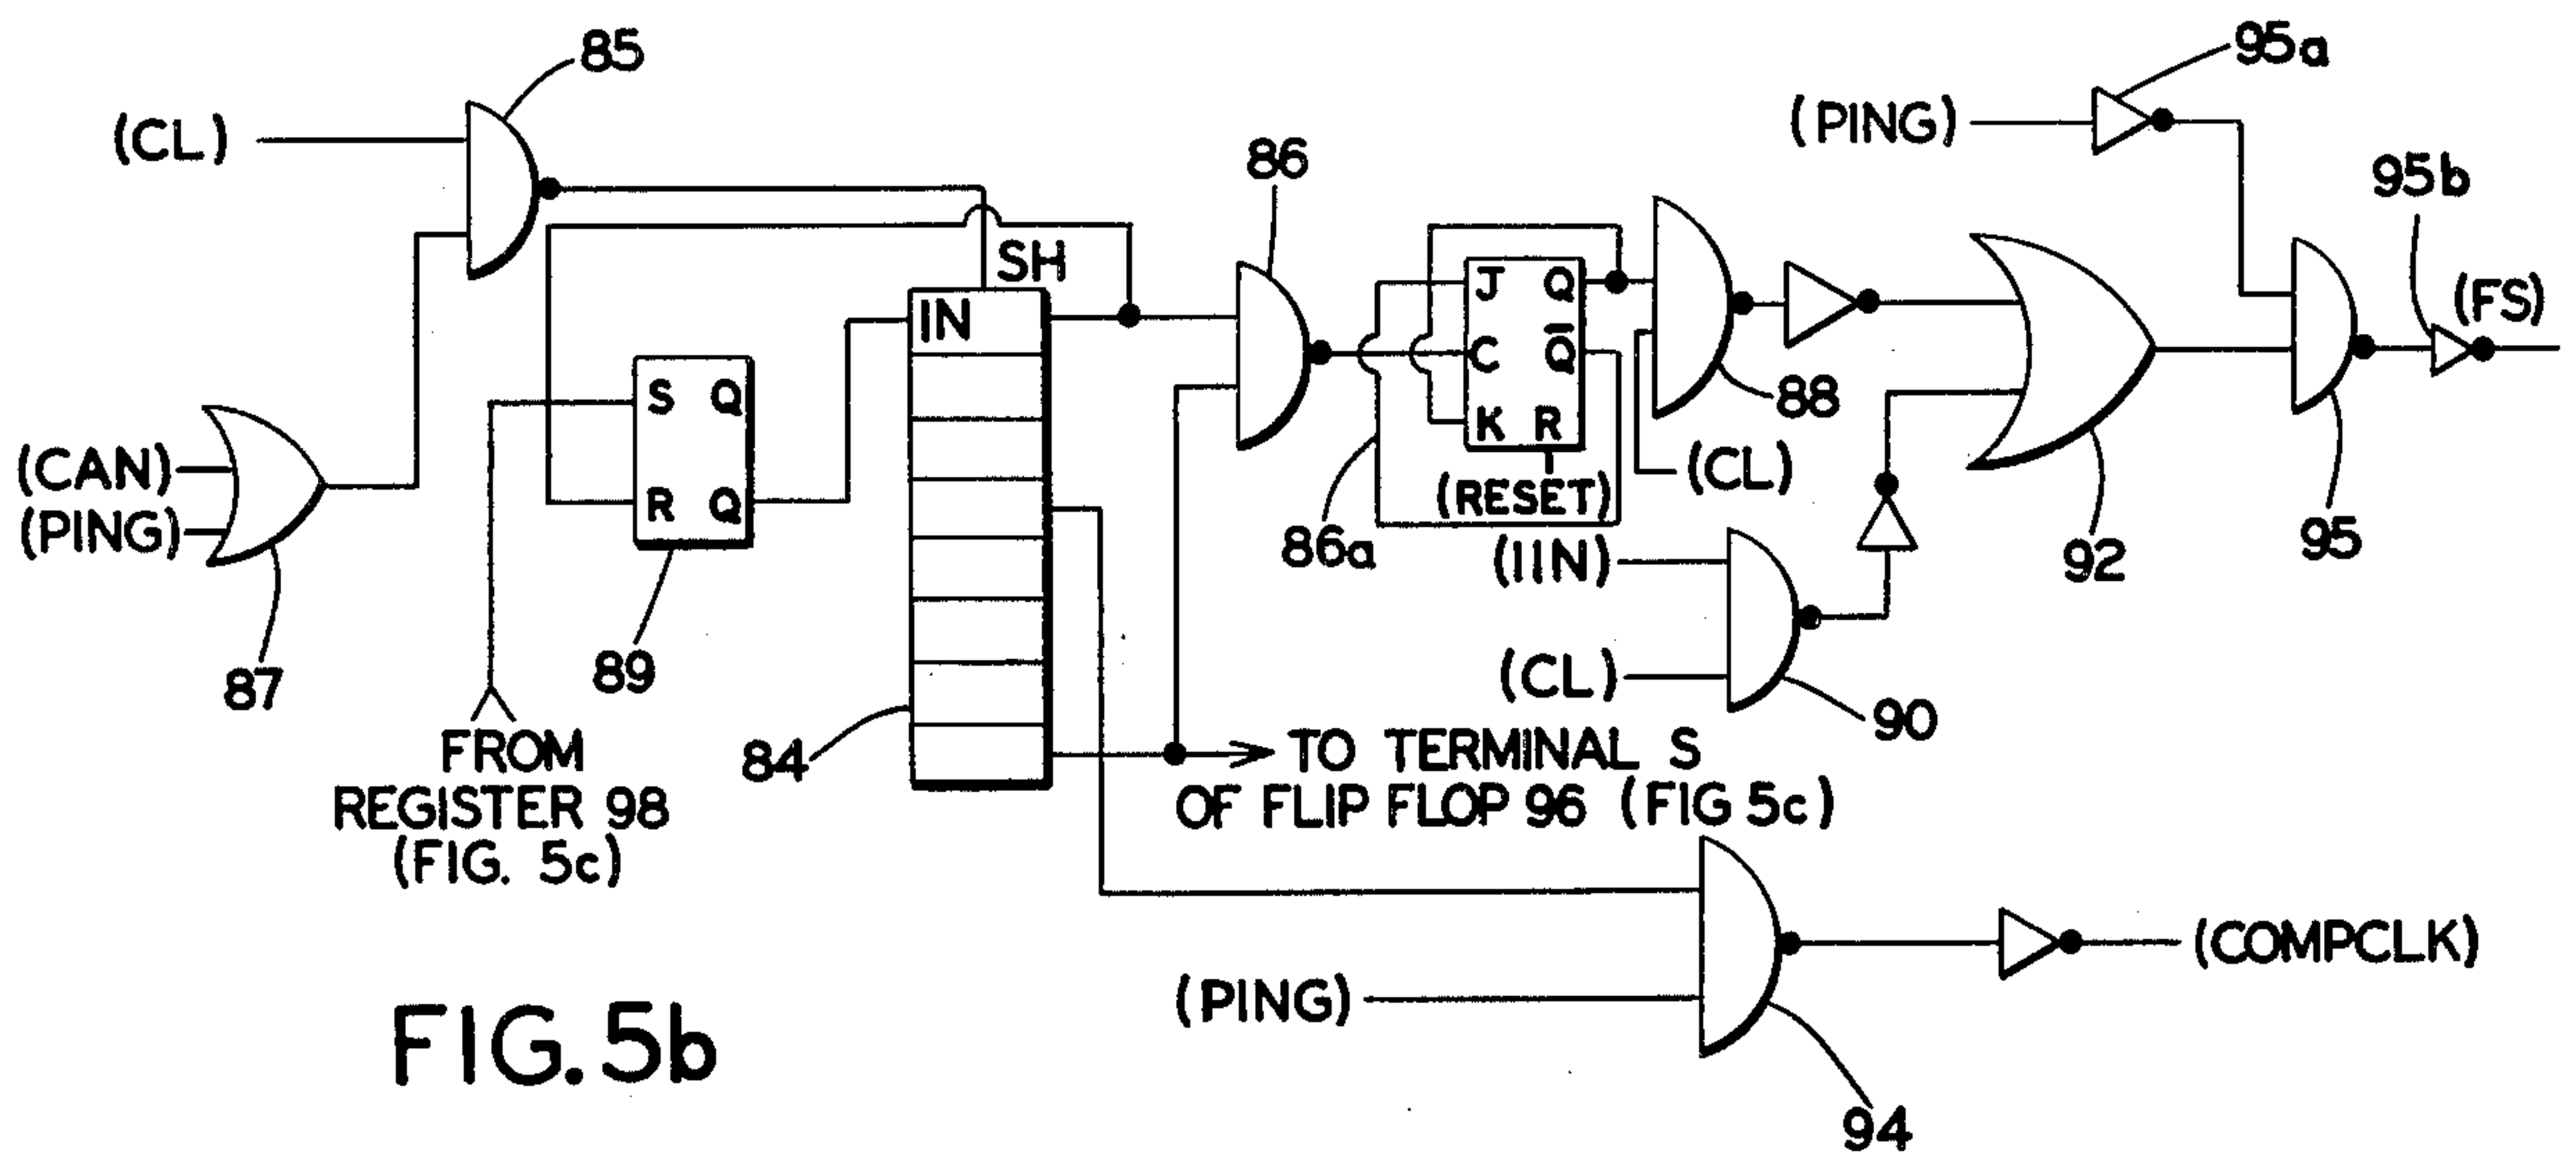 85
(CL)
(CAN)
(PING)
87
S Q
R Q
89
FROM
REGISTER 98
(FIG. 5c)
SH
IN
84
86
J Q
C Q̅
K R
(RESET)
86a
88
(CL)
(PING)
95a
95b
(FS)
95
92
(IIN)
(CL)
90
TO TERMINAL S
OF FLIP FLOP 96 (FIG 5c)
(PING)
94
(COMPCLK)
FIG. 5b